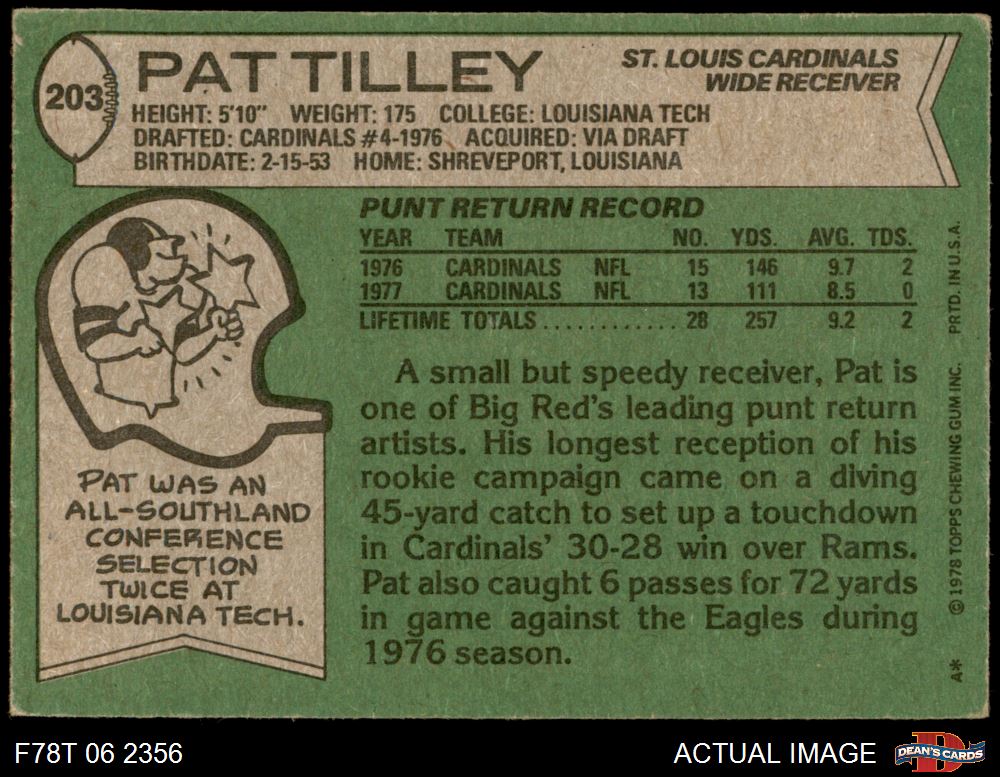 203
PAT TILLEY
ST. LOUIS CARDINALS
WIDE RECEIVER
HEIGHT: 5'10" WEIGHT: 175 COLLEGE: LOUISIANA TECH
DRAFTED: CARDINALS #4-1976 ACQUIRED: VIA DRAFT
BIRTHDATE: 2-15-53 HOME: SHREVEPORT, LOUISIANA
PUNT RETURN RECORD
YEAR TEAM NO. YDS. AVG. TDS.
1976 CARDINALS NFL 15 146 9.7 2
1977 CARDINALS NFL 13 111 8.5 0
LIFETIME TOTALS............. 28 257 9.2 2
A small but speedy receiver, Pat is
one of Big Red's leading punt return
artists. His longest reception of his
rookie campaign came on a diving
45-yard catch to set up a touchdown
in Cardinals' 30-28 win over Rams.
Pat also caught 6 passes for 72 yards
in game against the Eagles during
1976 season.
PAT WAS AN
ALL-SOUTHLAND
CONFERENCE
SELECTION
TWICE AT
LOUISIANA TECH.
A* © 1978 TOPPS CHEWING GUM INC. PRTD. IN U.S.A.
F78T 06 2356
ACTUAL IMAGE
D
DEAN'S CARDS